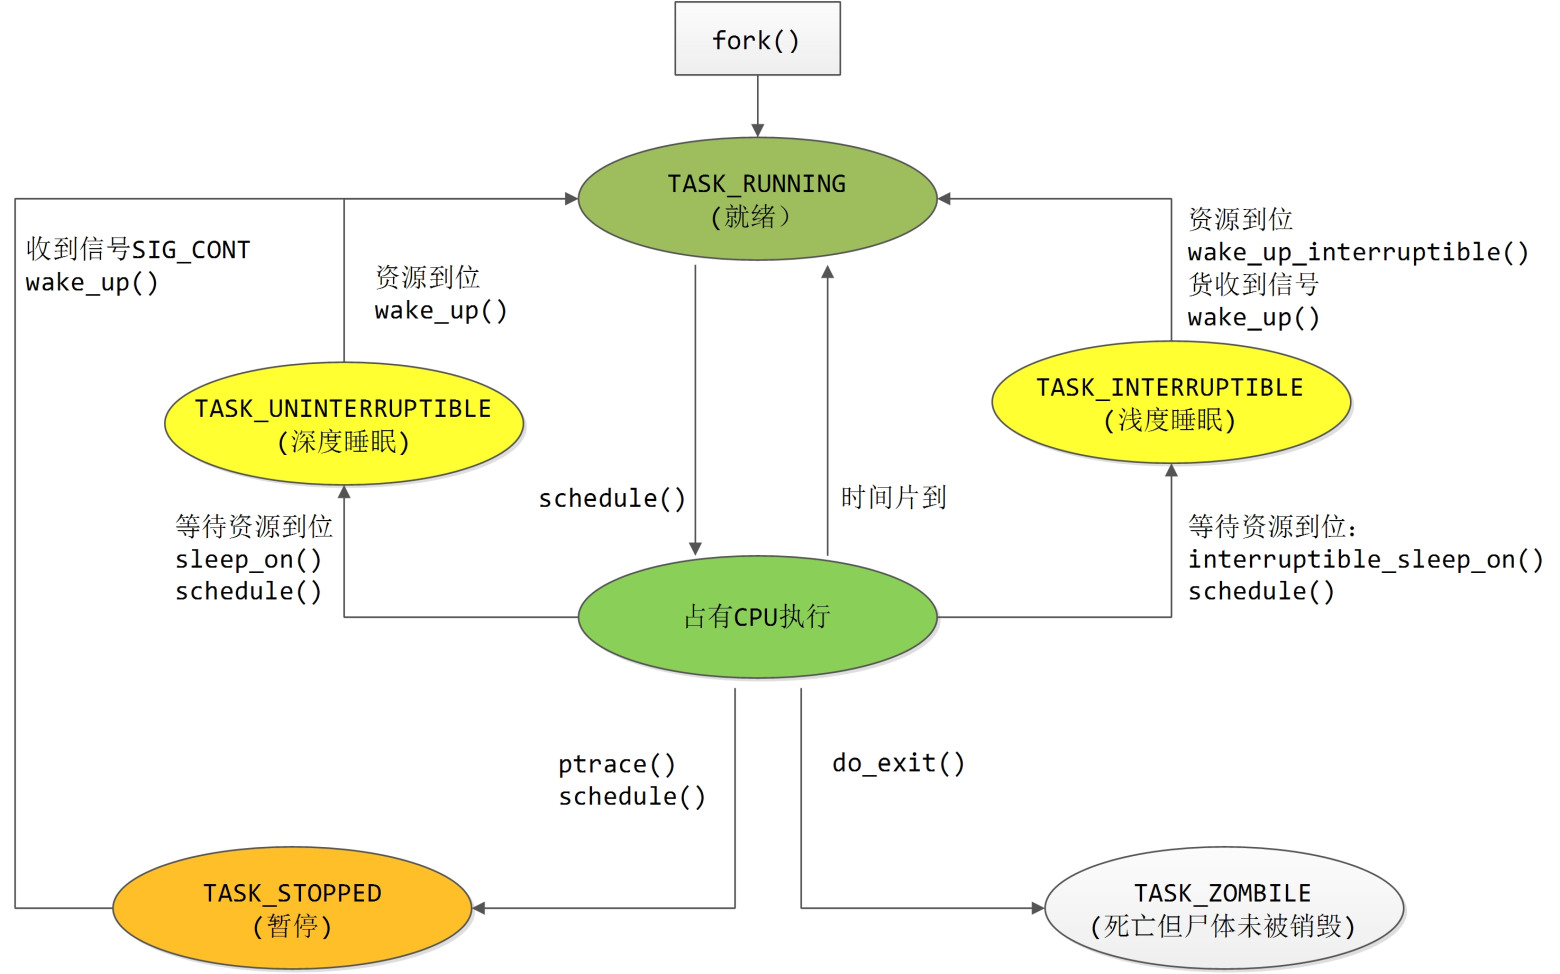 fork()
TASK_RUNNING
(就绪）
收到信号SIG_CONT
wake_up()
资源到位
wake_up()
资源到位
wake_up_interruptible()
货收到信号
wake_up()
TASK_UNINTERRUPTIBLE
(深度睡眠)
TASK_INTERRUPTIBLE
(浅度睡眠)
schedule()
时间片到
等待资源到位
sleep_on()
schedule()
等待资源到位:
interruptible_sleep_on()
schedule()
占有CPU执行
ptrace()
schedule()
do_exit()
TASK_STOPPED
(暂停)
TASK_ZOMBILE
(死亡但尸体未被销毁)